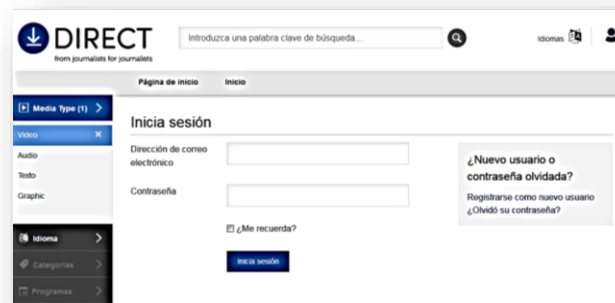 DIRECT
from journalists for journalists
Introduzca una palabra clave de búsqueda...
Idiomas
Página de inicio Inicio
Media Type (1)
Video
Audio
Texto
Graphic
Idioma
Categorías
Programas
Inicia sesión
Dirección de correo
electrónico
Contraseña
¿Me recuerda?
Inicia sesión
¿Nuevo usuario o
contraseña olvidada?
Registrarse como nuevo usuario
¿Olvidó su contraseña?